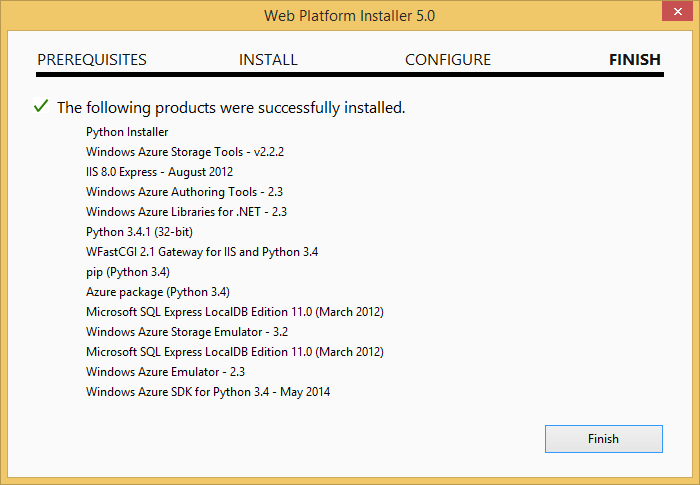 Web Platform Installer 5.0
PREREQUISITES INSTALL CONFIGURE FINISH
The following products were successfully installed.
Python Installer
Windows Azure Storage Tools - v2.2.2
IIS 8.0 Express - August 2012
Windows Azure Authoring Tools - 2.3
Windows Azure Libraries for .NET - 2.3
Python 3.4.1 (32-bit)
WFastCGI 2.1 Gateway for IIS and Python 3.4
pip (Python 3.4)
Azure package (Python 3.4)
Microsoft SQL Express LocalDB Edition 11.0 (March 2012)
Windows Azure Storage Emulator - 3.2
Microsoft SQL Express LocalDB Edition 11.0 (March 2012)
Windows Azure Emulator - 2.3
Windows Azure SDK for Python 3.4 - May 2014
Finish